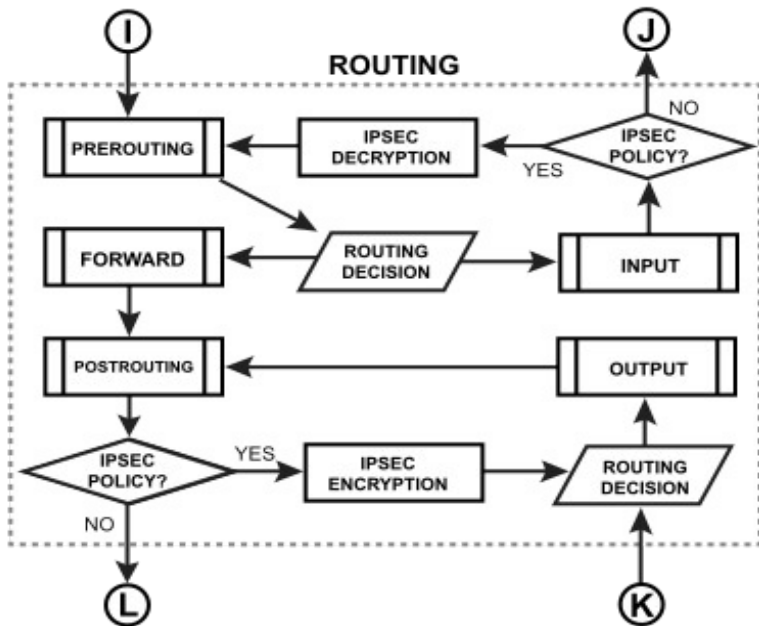 I
J
ROUTING
NO
PREROUTING
IPSEC
DECRYPTION
YES
IPSEC
POLICY?
FORWARD
ROUTING
DECISION
INPUT
POSTROUTING
OUTPUT
IPSEC
POLICY?
YES
IPSEC
ENCRYPTION
ROUTING
DECISION
NO
L
K